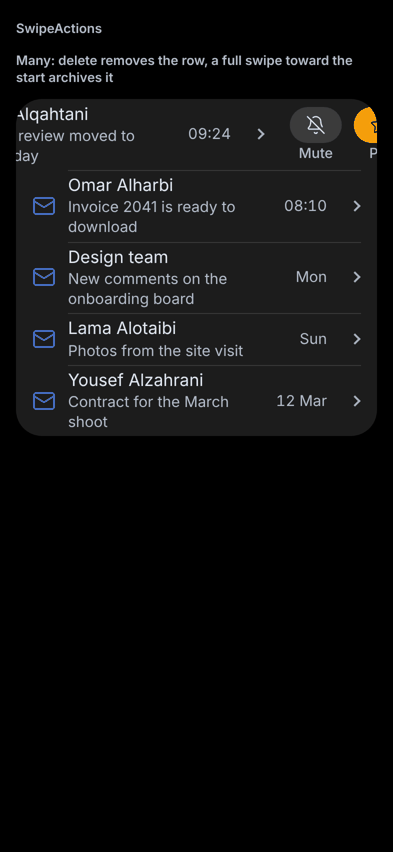 SwipeActions
Many: delete removes the row, a full swipe toward the
start archives it
Alqahtani
review moved to
09:24
Mute
Omar Alharbi
Invoice 2041 is ready to
download
08:10
Design team
New comments on the
onboarding board
Mon
Lama Alotaibi
Photos from the site visit
Sun
Yousef Alzahrani
Contract for the March
shoot
12 Mar